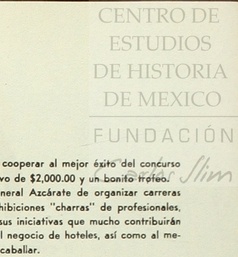 CENTRO DE
ESTUDIOS
DE HISTORIA
DE MEXICO
FUNDACIÓN
Carlos Slim
cooperar al mejor éxito del concurso
vo de $2,000.00 y un bonito trofeo.
neral Azcárate de organizar carreras
hibiciones "charras" de profesionales,
sus iniciativas que mucho contribuirán
l negocio de hoteles, así como al me-
caballar.